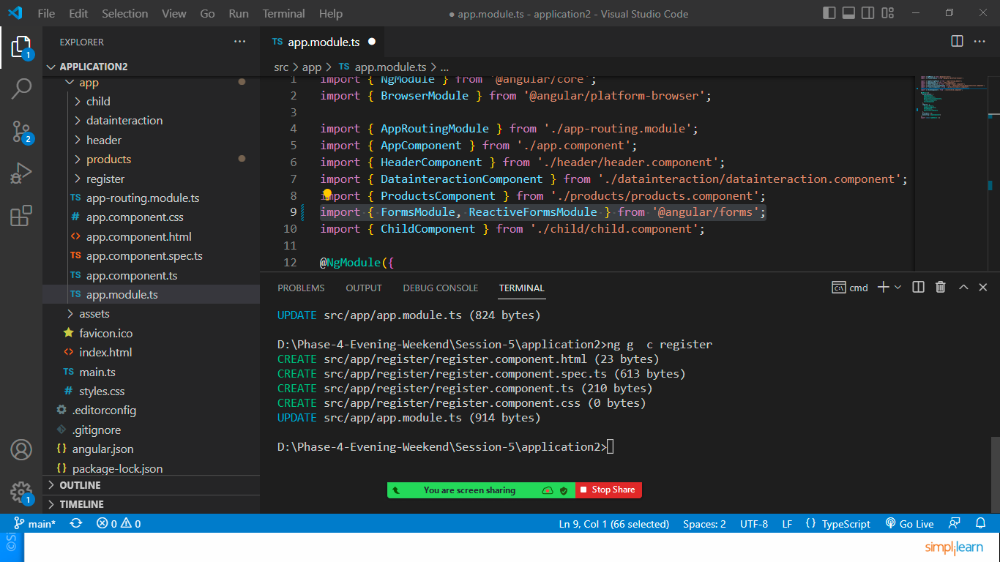 File Edit Selection View Go Run Terminal Help
● app.module.ts - application2 - Visual Studio Code
EXPLORER
APPLICATION2
app
child
datainteraction
header
products
register
TS app-routing.module.ts
# app.component.css
<> app.component.html
TS app.component.spec.ts
TS app.component.ts
TS app.module.ts
assets
favicon.ico
<> index.html
TS main.ts
# styles.css
.editorconfig
.gitignore
{} angular.json
{} package-lock.json
OUTLINE
TIMELINE
1
2
1
TS app.module.ts ●
src > app > TS app.module.ts > ...
1 import { NgModule } from '@angular/core';
2 import { BrowserModule } from '@angular/platform-browser';
3
4 import { AppRoutingModule } from './app-routing.module';
5 import { AppComponent } from './app.component';
6 import { HeaderComponent } from './header/header.component';
7 import { DatainteractionComponent } from './datainteraction/datainteraction.component';
8 import { ProductsComponent } from './products/products.component';
9 import { FormsModule, ReactiveFormsModule } from '@angular/forms';
10 import { ChildComponent } from './child/child.component';
11
12 @NgModule({
PROBLEMS OUTPUT DEBUG CONSOLE TERMINAL
cmd
UPDATE src/app/app.module.ts (824 bytes)
D:\Phase-4-Evening-Weekend\Session-5\application2>ng g  c register
CREATE src/app/register/register.component.html (23 bytes)
CREATE src/app/register/register.component.spec.ts (613 bytes)
CREATE src/app/register/register.component.ts (210 bytes)
CREATE src/app/register/register.component.css (0 bytes)
UPDATE src/app/app.module.ts (914 bytes)
D:\Phase-4-Evening-Weekend\Session-5\application2>
You are screen sharing Stop Share
main* 0 0 Ln 9, Col 1 (66 selected) Spaces: 2 UTF-8 LF {} TypeScript Go Live
simplilearn